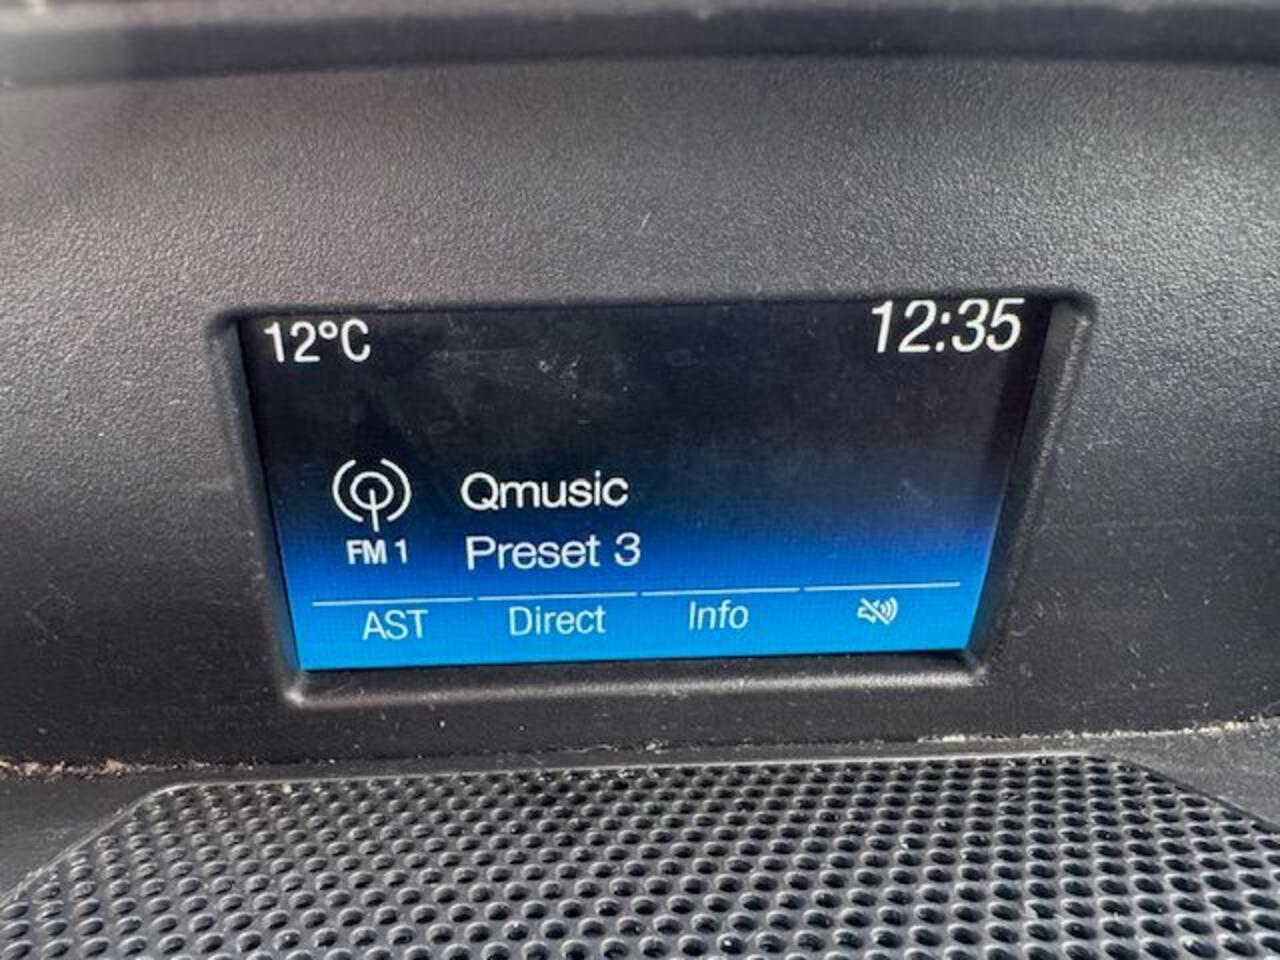 12°C 12:35
Qmusic
FM 1 Preset 3
AST Direct Info